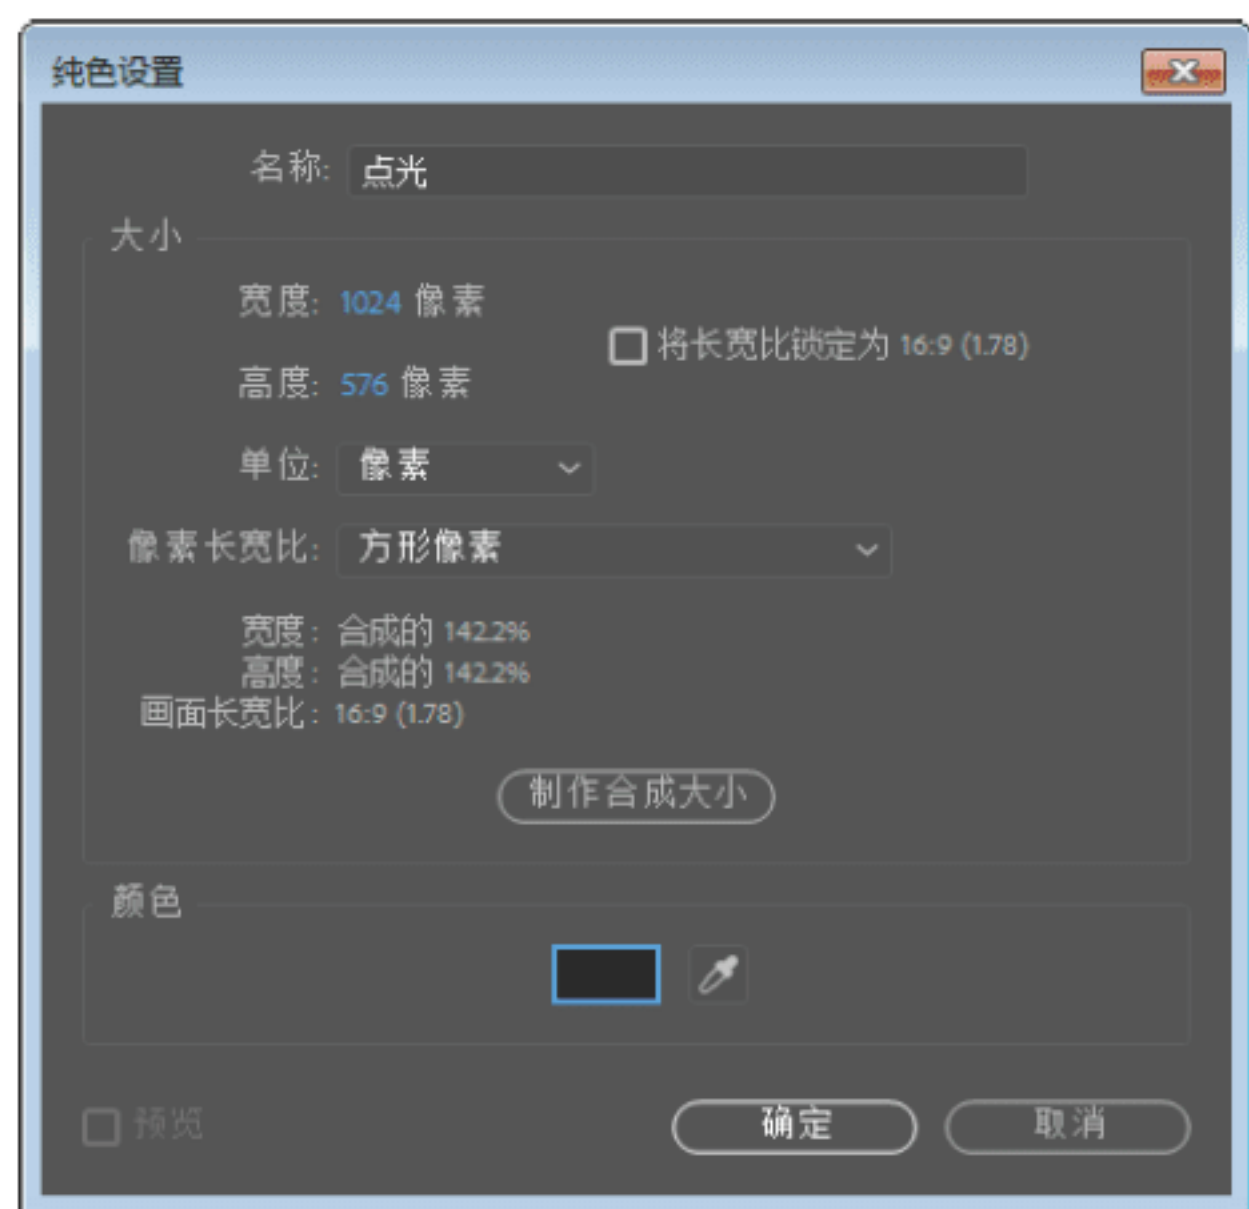 纯色设置
名称: 点光
大小
宽度: 1024 像素
将长宽比锁定为 16:9 (1.78)
高度: 576 像素
单位: 像素
像素长宽比: 方形像素
宽度: 合成的 142.2%
高度: 合成的 142.2%
画面长宽比: 16:9 (1.78)
制作合成大小
颜色
预览
确定
取消